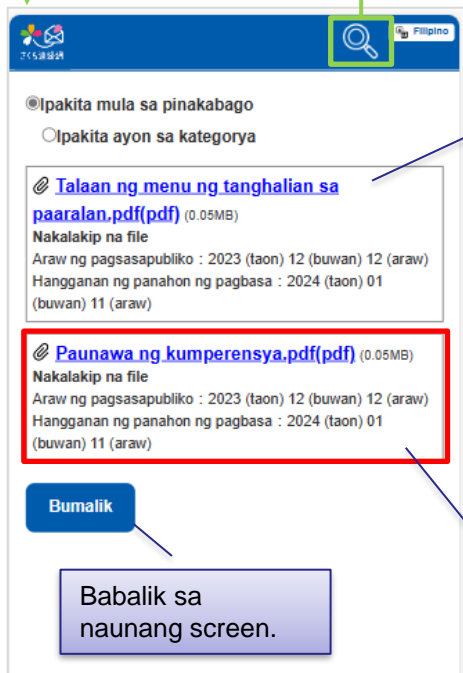 さくら連絡網
Filipino
Ipakita mula sa pinakabago
Ipakita ayon sa kategorya
Talaan ng menu ng tanghalian sa
paaralan.pdf(pdf) (0.05MB)
Nakalakip na file
Araw ng pagsasapubliko：2023 (taon) 12 (buwan) 12 (araw)
Hangganan ng panahon ng pagbasa：2024 (taon) 01
(buwan) 11 (araw)
Paunawa ng kumperensya.pdf(pdf) (0.05MB)
Nakalakip na file
Araw ng pagsasapubliko：2023 (taon) 12 (buwan) 12 (araw)
Hangganan ng panahon ng pagbasa：2024 (taon) 01
(buwan) 11 (araw)
Bumalik
Babalik sa
naunang screen.